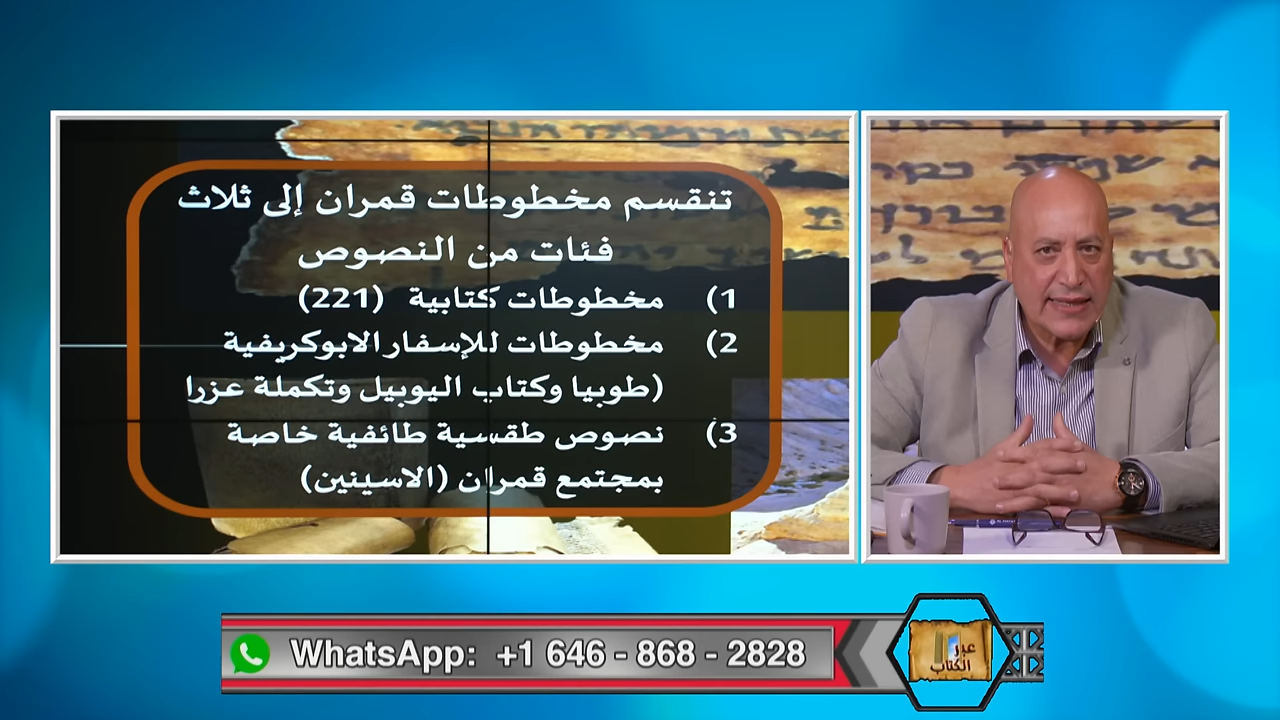 تنقسم مخطوطات قمران إلى ثلاث
فئات من النصوص
1) مخطوطات كتابية (221)
2) مخطوطات للإسفار الابوكريفية
(طوبيا وكتاب اليوبيل وتكملة عزرا
3) نصوص طقسية طائفية خاصة
بمجتمع قمران (الاسينين)
WhatsApp: +1 646 - 868 - 2828
عبر
الكتاب